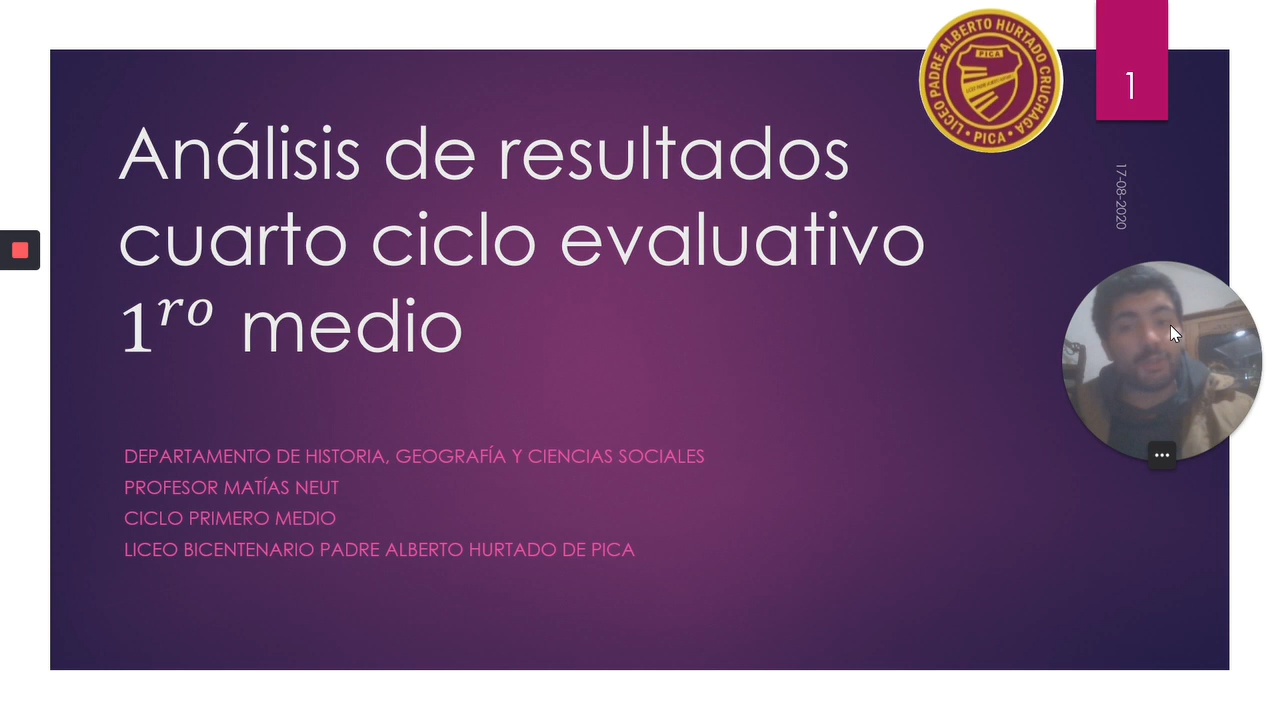 LICEO PADRE ALBERTO HURTADO CRUCHAGA
• PICA •
PICA
1
Análisis de resultados
cuarto ciclo evaluativo
1ʳᵒ medio
17-08-2020
DEPARTAMENTO DE HISTORIA, GEOGRAFÍA Y CIENCIAS SOCIALES
PROFESOR MATÍAS NEUT
CICLO PRIMERO MEDIO
LICEO BICENTENARIO PADRE ALBERTO HURTADO DE PICA